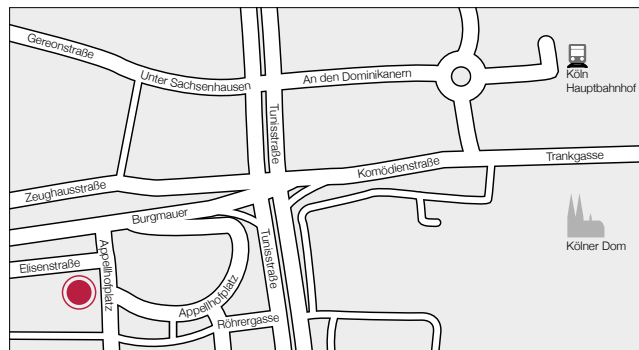 Gereonstraße
Unter Sachsenhausen
An den Dominikanern
Köln
Hauptbahnhof
Tunisstraße
Komödienstraße
Trankgasse
Zeughausstraße
Burgmauer
Kölner Dom
Elisenstraße
Appellhofplatz
Tunisstraße
Appellhofplatz
Röhrergasse